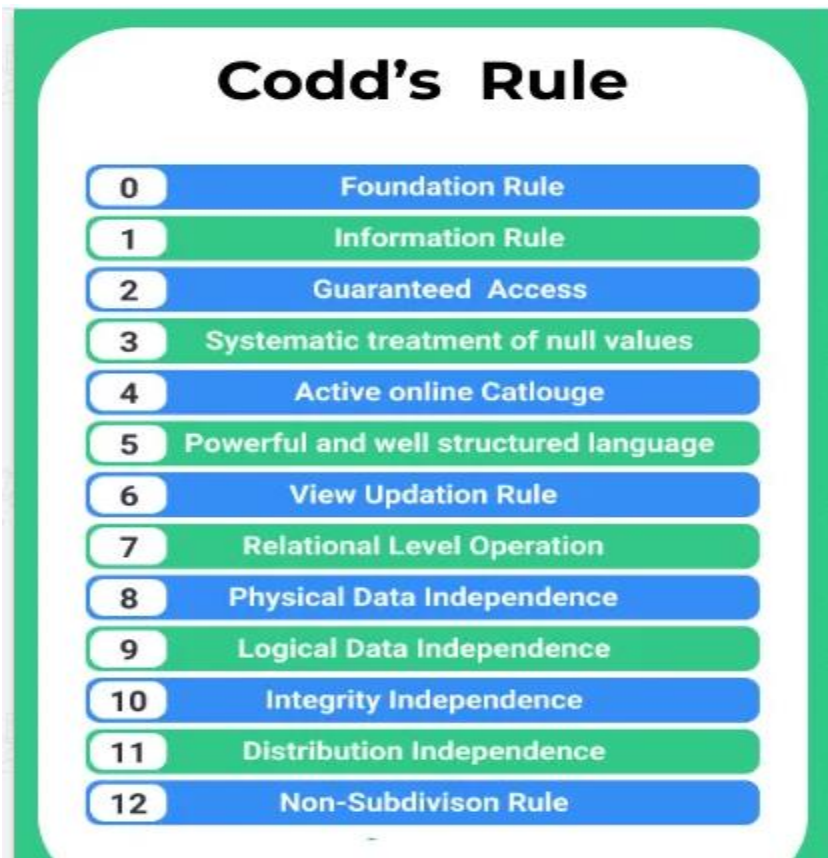 Codd's Rule
0 Foundation Rule
1 Information Rule
2 Guaranteed Access
3 Systematic treatment of null values
4 Active online Catlouge
5 Powerful and well structured language
6 View Updation Rule
7 Relational Level Operation
8 Physical Data Independence
9 Logical Data Independence
10 Integrity Independence
11 Distribution Independence
12 Non-Subdivison Rule